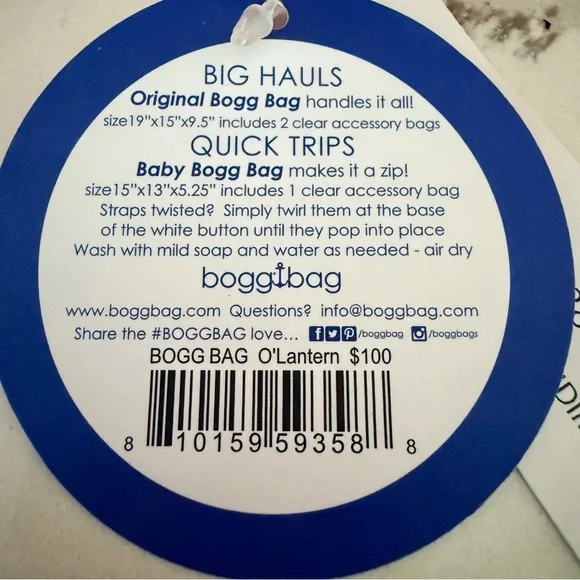 BIG HAULS
Original Bogg Bag handles it all!
size19"x15"x9.5" includes 2 clear accessory bags
QUICK TRIPS
Baby Bogg Bag makes it a zip!
size15"x13"x5.25" includes 1 clear accessory bag
Straps twisted? Simply twirl them at the base
of the white button until they pop into place
Wash with mild soap and water as needed - air dry
bogg bag
www.boggbag.com Questions? info@boggbag.com
Share the #BOGGBAG love... /boggbag /boggbags
BOGG BAG O'Lantern $100
8 10159 59358 8